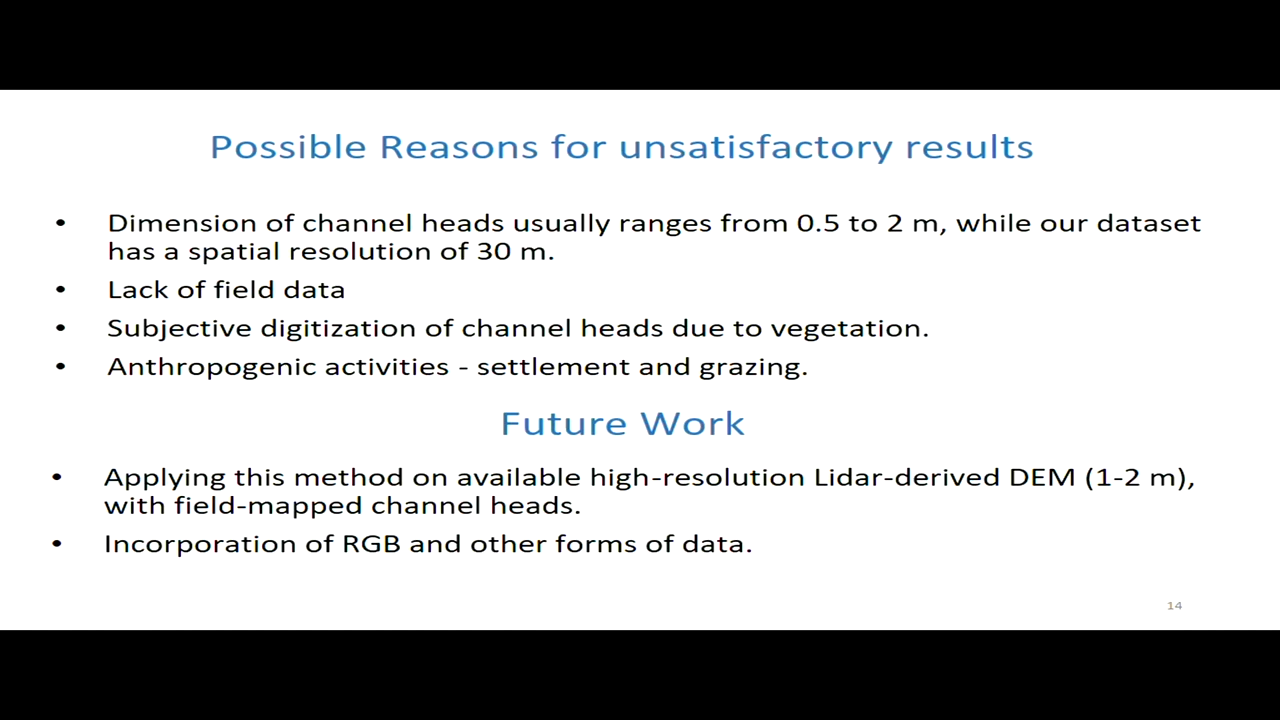 Possible Reasons for unsatisfactory results
• Dimension of channel heads usually ranges from 0.5 to 2 m, while our dataset
has a spatial resolution of 30 m.
• Lack of field data
• Subjective digitization of channel heads due to vegetation.
• Anthropogenic activities - settlement and grazing.
Future Work
• Applying this method on available high-resolution Lidar-derived DEM (1-2 m),
with field-mapped channel heads.
• Incorporation of RGB and other forms of data.
14